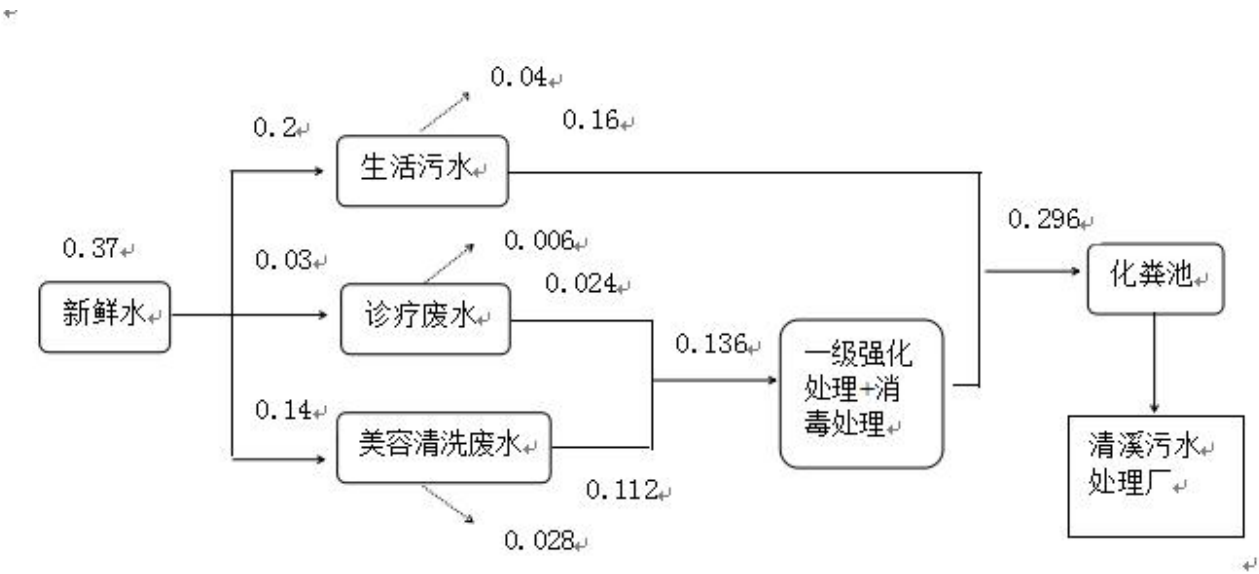 0.04
0.2
0.16
生活污水
0.296
0.37
0.03
0.006
0.024
化粪池
新鲜水
诊疗废水
0.136
一级强化
处理+消
毒处理
0.14
美容清洗废水
清溪污水
处理厂
0.112
0.028